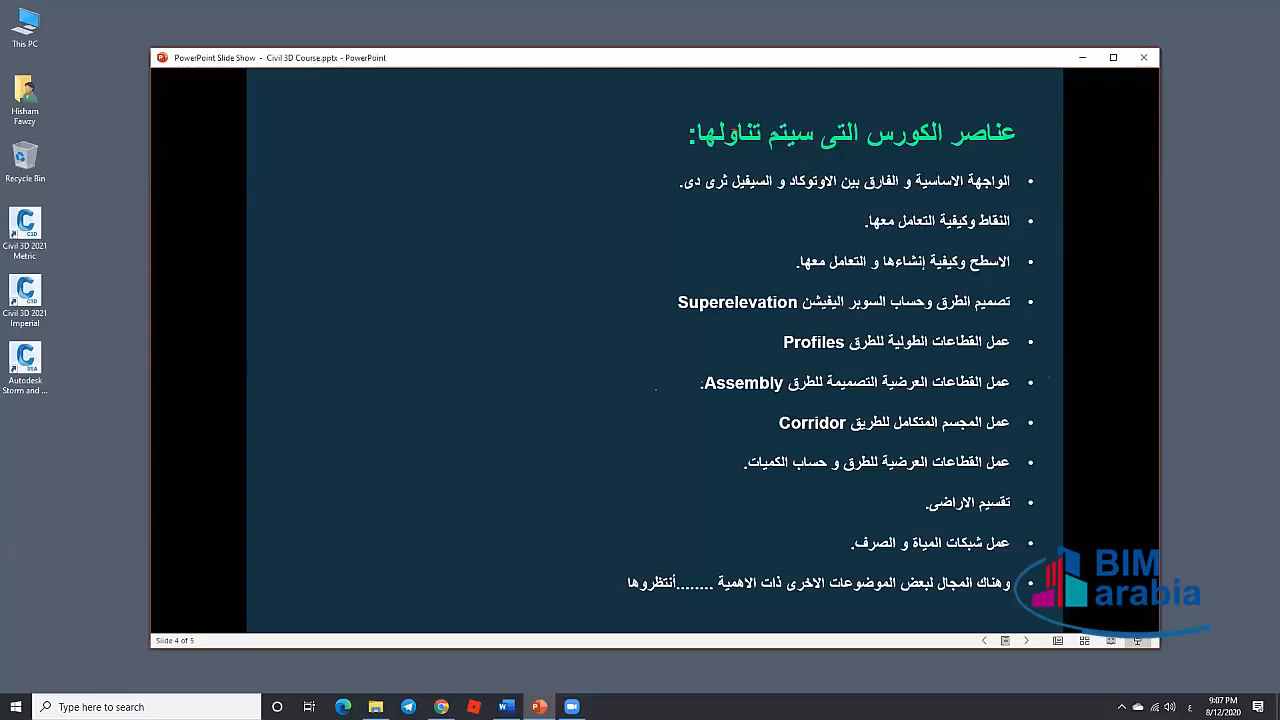 This PC
Hisham
Fawzy
Recycle Bin
Civil 3D 2021
Metric
Civil 3D 2021
Imperial
Autodesk
Storm and ...
PowerPoint Slide Show - Civil 3D Course.pptx - PowerPoint
عناصر الكورس التى سيتم تناولها:
• الواجهة الاساسية و الفارق بين الاوتوكاد و السيفيل ثرى دى.
• النقاط وكيفية التعامل معها.
• الاسطح وكيفية إنشاءها و التعامل معها.
• تصميم الطرق وحساب السوبر اليفيشن Superelevation
• عمل القطاعات الطولية للطرق Profiles
• عمل القطاعات العرضية التصميمة للطرق Assembly.
• عمل المجسم المتكامل للطريق Corridor
• عمل القطاعات العرضية للطرق و حساب الكميات.
• تقسيم الاراضى.
• عمل شبكات المياة و الصرف.
• وهناك المجال لبعض الموضوعات الاخرى ذات الاهمية ........أنتظروها
BIM
arabia
Slide 4 of 5
Type here to search
9:07 PM
8/12/2020
ع